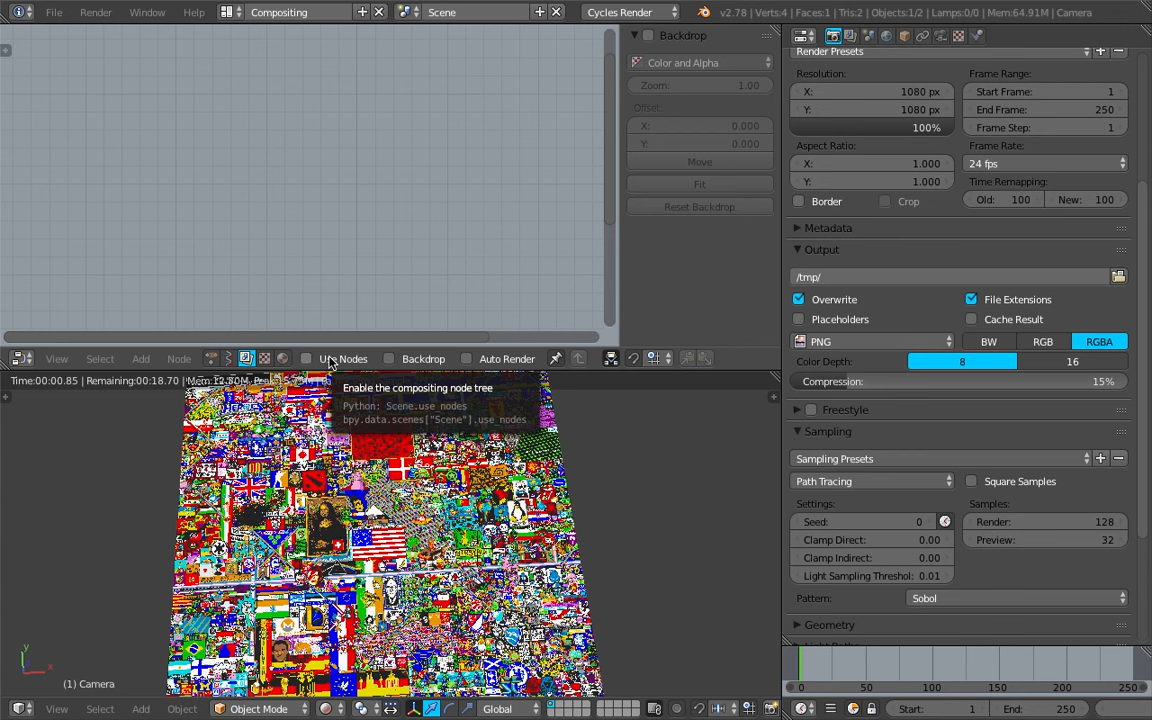 File Render Window Help Compositing Scene Cycles Render v2.78 | Verts:4 | Faces:1 | Tris:2 | Objects:1/2 | Lamps:0/0 | Mem:64.91M | Camera
Backdrop
Color and Alpha
Zoom: 1.00
Offset:
X: 0.000
Y: 0.000
Move
Fit
Reset Backdrop
Render Presets
Resolution: Frame Range:
X: 1080 px Start Frame: 1
Y: 1080 px End Frame: 250
100% Frame Step: 1
Aspect Ratio: Frame Rate:
X: 1.000 24 fps
Y: 1.000 Time Remapping:
Border Crop Old: 100 New: 100
Metadata
Output
/tmp/
Overwrite File Extensions
Placeholders Cache Result
PNG BW RGB RGBA
Color Depth: 8 16
Compression: 15%
Freestyle
Sampling
Sampling Presets
Path Tracing Square Samples
Settings: Samples:
Seed: 0 Render: 128
Clamp Direct: 0.00 Preview: 32
Clamp Indirect: 0.00
Light Sampling Threshol: 0.01
Pattern: Sobol
Geometry
View Select Add Node Use Nodes Backdrop Auto Render
Time:00:00.85 | Remaining:00:18.70 |
Enable the compositing node tree
Python: Scene.use_nodes
bpy.data.scenes["Scene"].use_nodes
y
x
(1) Camera
View Select Add Object Object Mode Global
0 50 100 150 200 250
Start: 1 End: 250